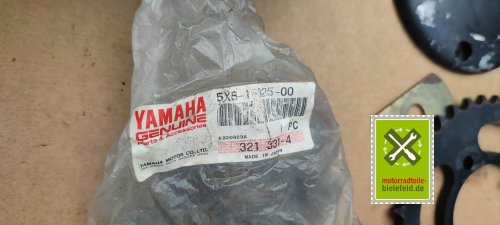 YAMAHA
GENUINE
Parts & Accessories
YAMAHA MOTOR CO., LTD.
1 PC
321 331-4
MADE IN JAPAN
motorradteile-
bielefeld.de